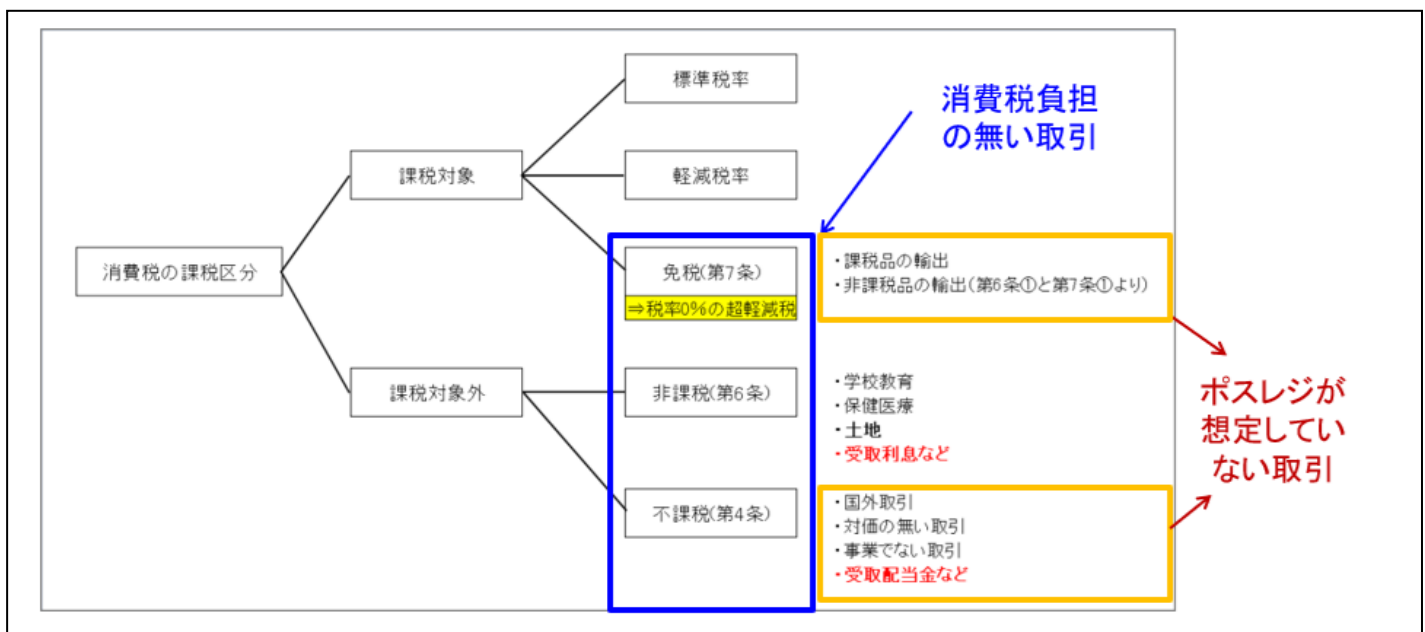 標準税率
消費税負担
の無い取引
課税対象
軽減税率
消費税の課税区分
免税(第7条)
⇒税率0%の超軽減税
・課税品の輸出
・非課税品の輸出(第6条①と第7条①より)
課税対象外
非課税(第6条)
・学校教育
・保健医療
・土地
・受取利息など
ポスレジが
想定してい
ない取引
不課税(第4条)
・国外取引
・対価の無い取引
・事業でない取引
・受取配当金など